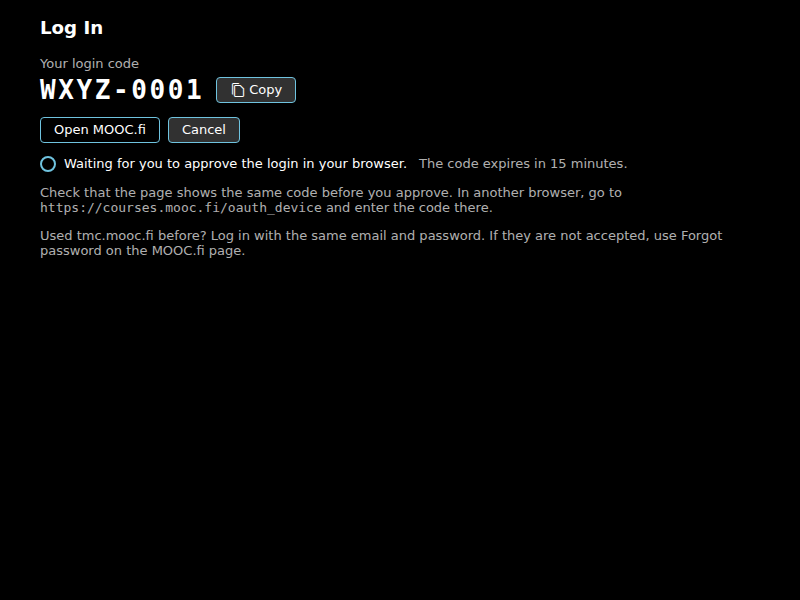 Log In
Your login code
WXYZ-0001
Copy
Open MOOC.fi
Cancel
Waiting for you to approve the login in your browser. The code expires in 15 minutes.
Check that the page shows the same code before you approve. In another browser, go to
https://courses.mooc.fi/oauth_device and enter the code there.
Used tmc.mooc.fi before? Log in with the same email and password. If they are not accepted, use Forgot
password on the MOOC.fi page.